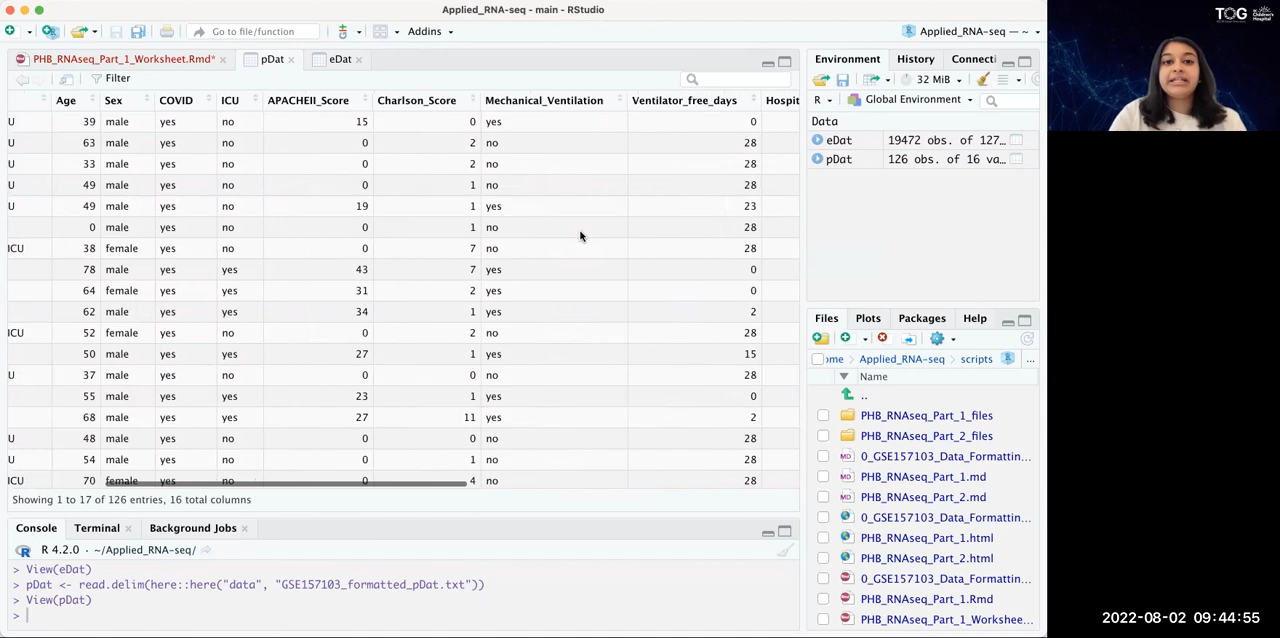 Applied_RNA-seq - main - RStudio
Go to file/function
Addins
Applied_RNA-seq — ~
PHB_RNAseq_Part_1_Worksheet.Rmd*
pDat
eDat
Filter
Age Sex COVID ICU APACHEII_Score Charlson_Score Mechanical_Ventilation Ventilator_free_days Hospit
U 39 male yes no 15 0 yes 0
63 male yes no 0 2 no 28
U 33 male yes no 0 2 no 28
U 49 male yes no 0 1 no 28
U 49 male yes no 19 1 yes 23
0 male yes no 0 1 no 28
ICU 38 female yes no 0 7 no 28
78 male yes yes 43 7 yes 0
64 female yes yes 31 2 yes 0
62 male yes yes 34 1 yes 2
ICU 52 female yes no 0 2 no 28
50 male yes yes 27 1 yes 15
U 37 male yes no 0 0 no 28
55 male yes yes 23 1 yes 0
68 male yes yes 27 11 yes 2
U 48 male yes no 0 0 no 28
U 54 male yes no 0 1 no 28
ICU 70 female yes no 0 4 no 28
Showing 1 to 17 of 126 entries, 16 total columns
Console Terminal Background Jobs
R 4.2.0 · ~/Applied_RNA-seq/
> View(eDat)
> pDat <- read.delim(here::here("data", "GSE157103_formatted_pDat.txt"))
> View(pDat)
>
Environment History Connecti
32 MiB
R Global Environment
Data
eDat 19472 obs. of 127…
pDat 126 obs. of 16 va…
Files Plots Packages Help
ome Applied_RNA-seq scripts ...
Name
..
PHB_RNAseq_Part_1_files
PHB_RNAseq_Part_2_files
0_GSE157103_Data_Formattin...
PHB_RNAseq_Part_1.md
PHB_RNAseq_Part_2.md
0_GSE157103_Data_Formattin...
PHB_RNAseq_Part_1.html
PHB_RNAseq_Part_2.html
0_GSE157103_Data_Formattin...
PHB_RNAseq_Part_1.Rmd
PHB_RNAseq_Part_1_Workshee...
TOG
BC
Children's
Hospital
2022-08-02 09:44:55